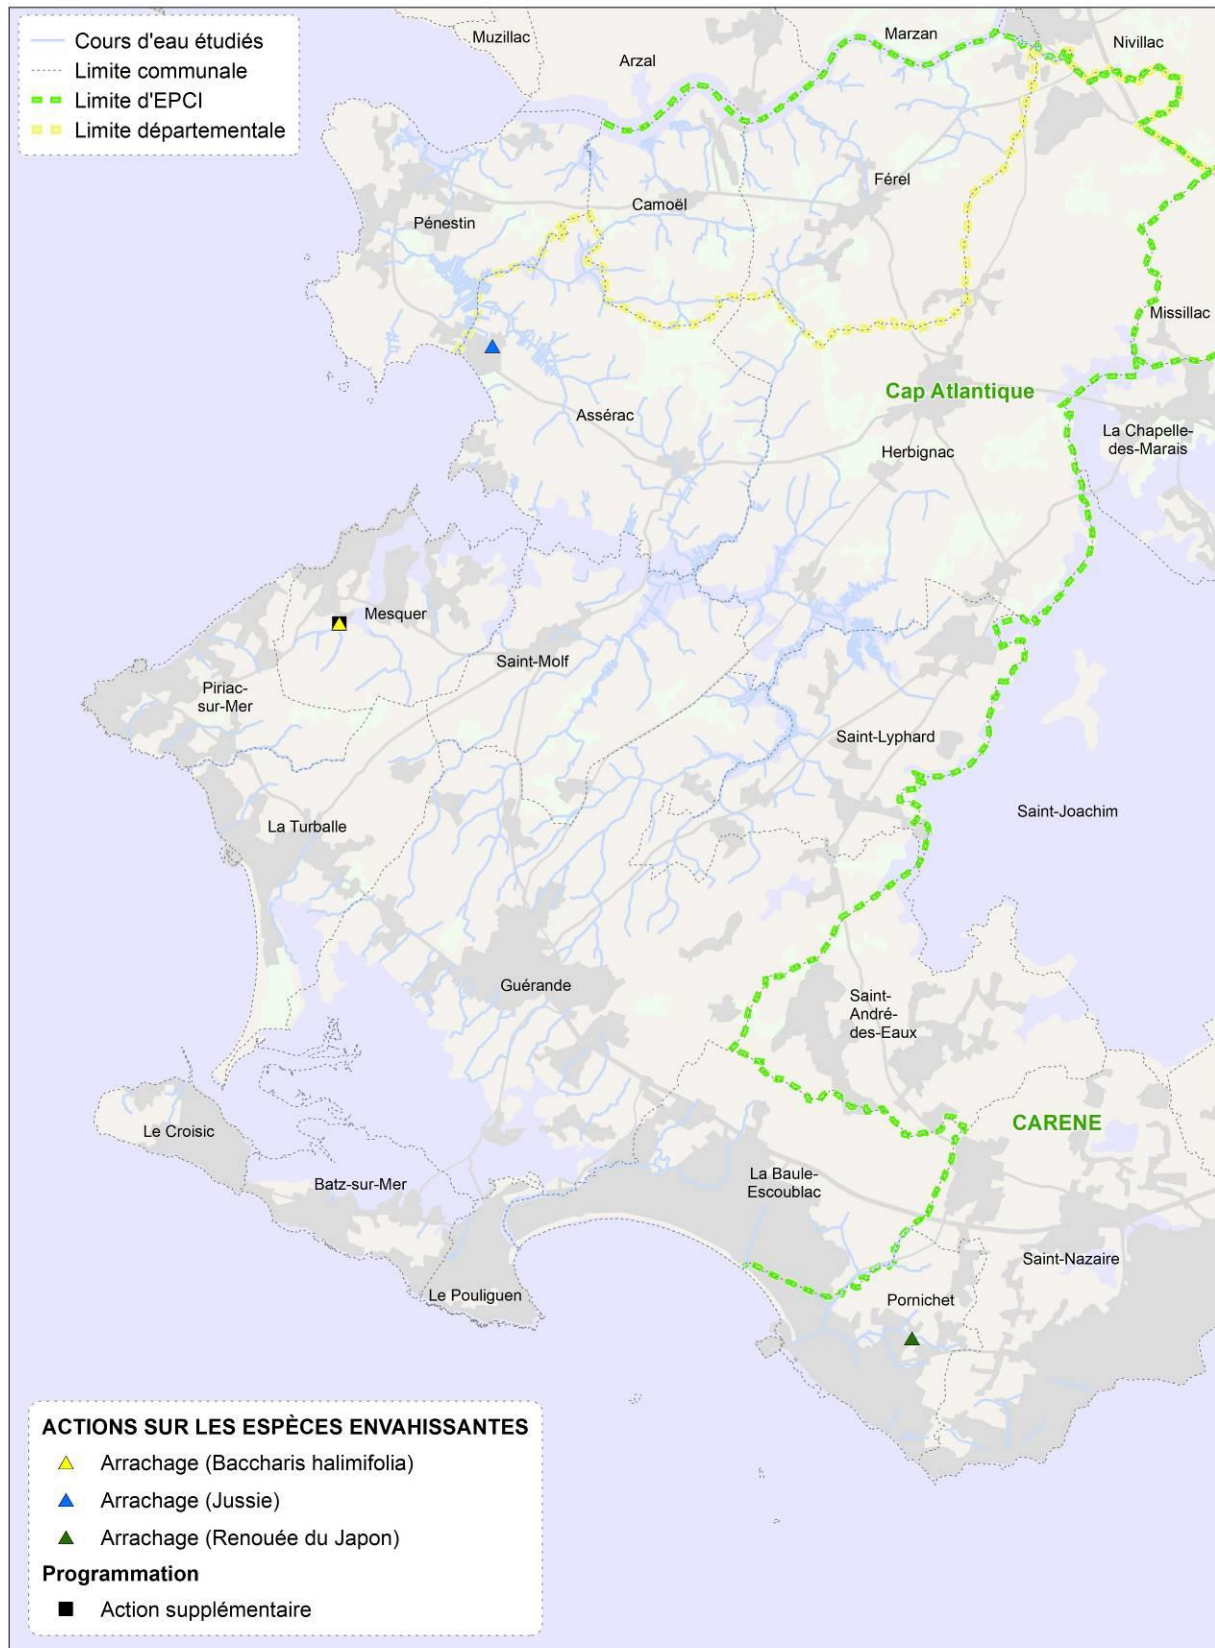 Cours d'eau étudiés
Limite communale
Limite d'EPCI
Limite départementale
Muzillac
Arzal
Marzan
Nivillac
Pénestin
Camoël
Férel
Missillac
Cap Atlantique
Assérac
Herbignac
La Chapelle-
des-Marais
Mesquer
Saint-Molf
Piriac-
sur-Mer
Saint-Lyphard
La Turballe
Saint-Joachim
Guérande
Saint-
André-
des-Eaux
Le Croisic
CARENE
Batz-sur-Mer
La Baule-
Escoublac
Saint-Nazaire
Le Pouliguen
Pornichet
ACTIONS SUR LES ESPÈCES ENVAHISSANTES
Arrachage (Baccharis halimifolia)
Arrachage (Jussie)
Arrachage (Renouée du Japon)
Programmation
Action supplémentaire